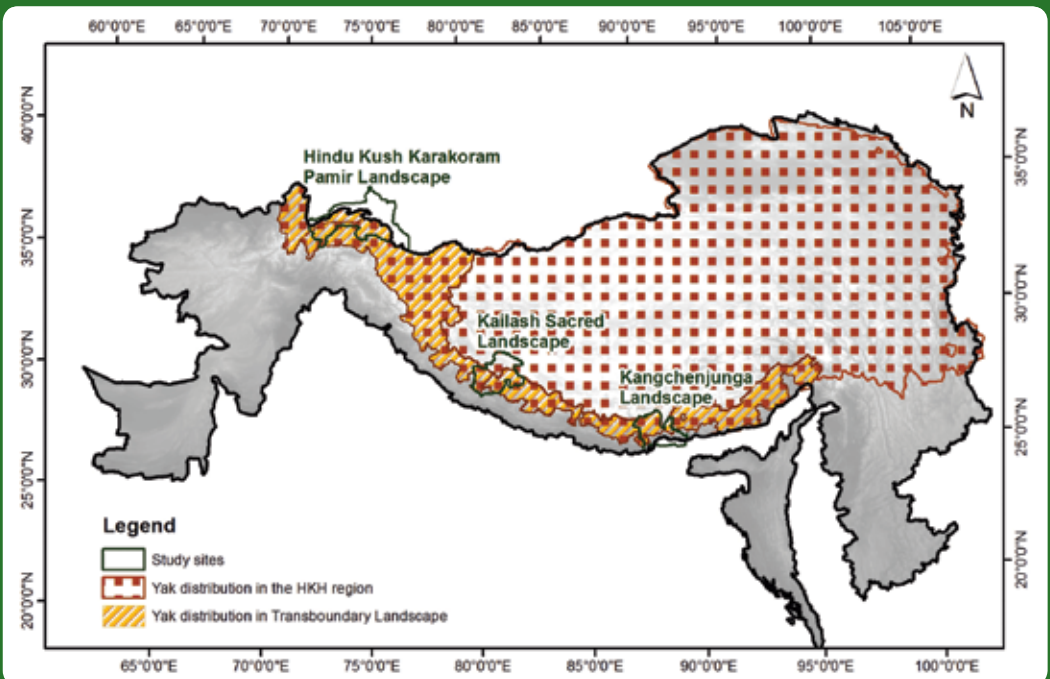 60°0'0"E 65°0'0"E 70°0'0"E 75°0'0"E 80°0'0"E 85°0'0"E 90°0'0"E 95°0'0"E 100°0'0"E 105°0'0"E
N
40°0'0"N
35°0'0"N
30°0'0"N
25°0'0"N
20°0'0"N
Hindu Kush Karakoram
Pamir Landscape
Kailash Sacred
Landscape
Kangchenjunga
Landscape
35°0'0"N
30°0'0"N
25°0'0"N
20°0'0"N
Legend
Study sites
Yak distribution in the HKH region
Yak distribution in Transboundary Landscape
65°0'0"E 70°0'0"E 75°0'0"E 80°0'0"E 85°0'0"E 90°0'0"E 95°0'0"E 100°0'0"E